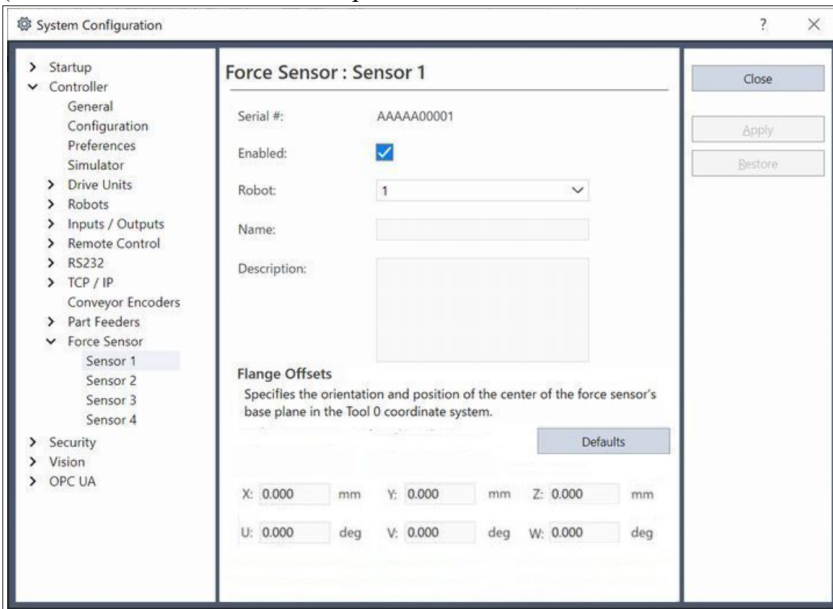 System Configuration
?
Startup
Controller
General
Configuration
Preferences
Simulator
Drive Units
Robots
Inputs / Outputs
Remote Control
RS232
TCP / IP
Conveyor Encoders
Part Feeders
Force Sensor
Sensor 1
Sensor 2
Sensor 3
Sensor 4
Security
Vision
OPC UA
Force Sensor : Sensor 1
Serial #: AAAAA00001
Enabled:
Robot: 1
Name:
Description:
Flange Offsets
Specifies the orientation and position of the center of the force sensor's
base plane in the Tool 0 coordinate system.
Defaults
X: 0.000 mm Y: 0.000 mm Z: 0.000 mm
U: 0.000 deg V: 0.000 deg W: 0.000 deg
Close
Apply
Restore